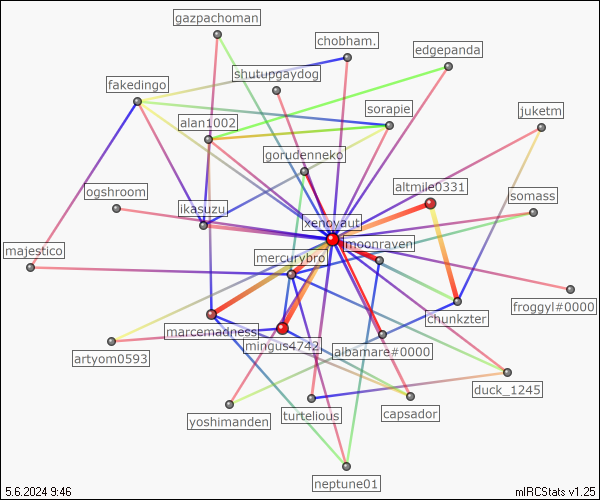 gazpachoman
chobham.
edgepanda
shutupgaydog
fakedingo
sorapie
juketm
alan1002
gorudenneko
altmile0331
ogshroom
somass
ikasuzu
xenovaut
majestico
moonraven
mercurybro
froggyl#0000
chunkzter
marcemadness
mingus4742
albamare#0000
artyom0593
duck_1245
yoshimanden
turtelious
capsador
neptune01
5.6.2024 9:46
mIRCStats v1.25